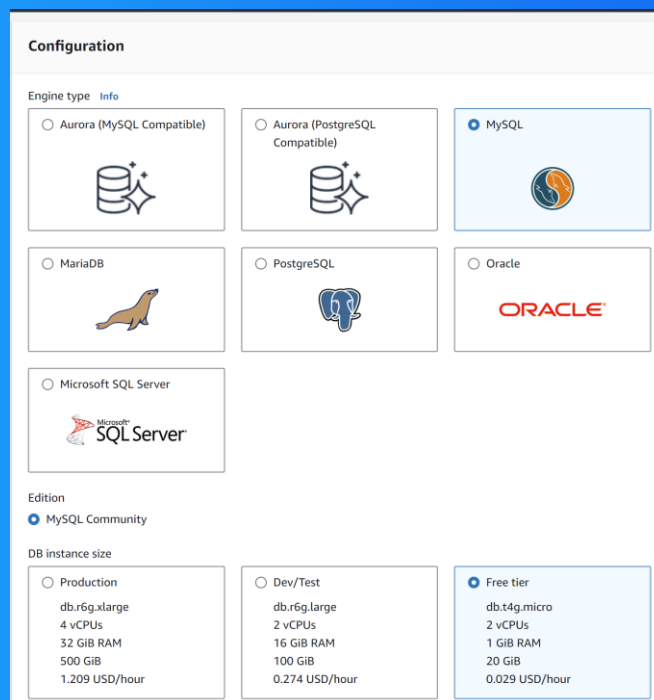 Configuration
Engine type Info
Aurora (MySQL Compatible)
Aurora (PostgreSQL
Compatible)
MySQL
MariaDB
PostgreSQL
Oracle
ORACLE
Microsoft SQL Server
Microsoft
SQL Server
Edition
MySQL Community
DB instance size
Production
db.r6g.xlarge
4 vCPUs
32 GiB RAM
500 GiB
1.209 USD/hour
Dev/Test
db.r6g.large
2 vCPUs
16 GiB RAM
100 GiB
0.274 USD/hour
Free tier
db.t4g.micro
2 vCPUs
1 GiB RAM
20 GiB
0.029 USD/hour